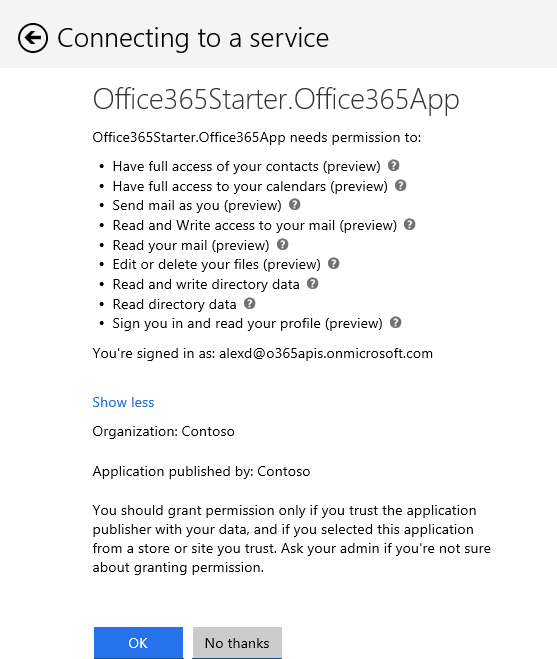 Connecting to a service
Office365Starter.Office365App
Office365Starter.Office365App needs permission to:
• Have full access of your contacts (preview) ?
• Have full access to your calendars (preview) ?
• Send mail as you (preview) ?
• Read and Write access to your mail (preview) ?
• Read your mail (preview) ?
• Edit or delete your files (preview) ?
• Read and write directory data ?
• Read directory data ?
• Sign you in and read your profile (preview) ?
You're signed in as: alexd@o365apis.onmicrosoft.com
Show less
Organization: Contoso
Application published by: Contoso
You should grant permission only if you trust the application
publisher with your data, and if you selected this application
from a store or site you trust. Ask your admin if you're not sure
about granting permission.
OK No thanks